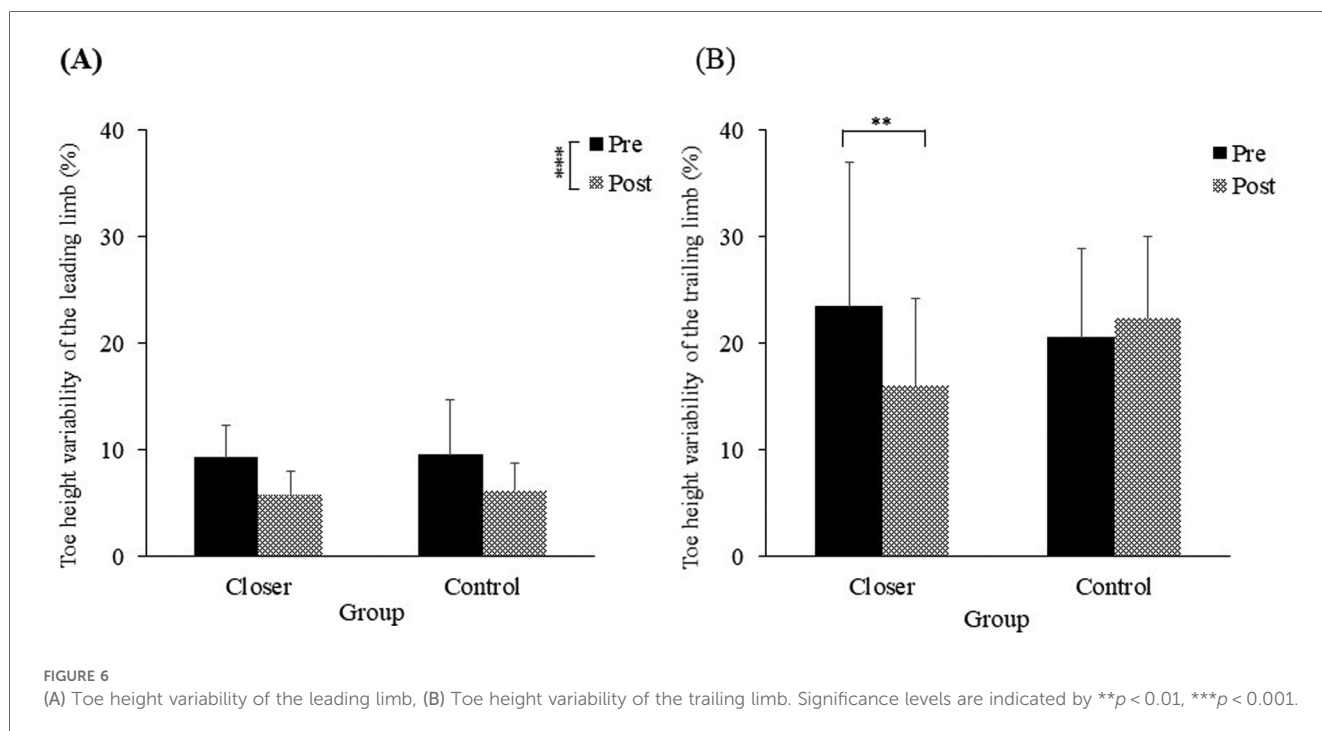 (A)
Toe height variability of the leading limb (%)
40
30
20
10
0
***
Pre
Post
Closer
Control
Group
(B)
Toe height variability of the trailing limb (%)
40
30
20
10
0
**
Pre
Post
Closer
Control
Group
FIGURE 6
(A) Toe height variability of the leading limb, (B) Toe height variability of the trailing limb. Significance levels are indicated by **p < 0.01, ***p < 0.001.